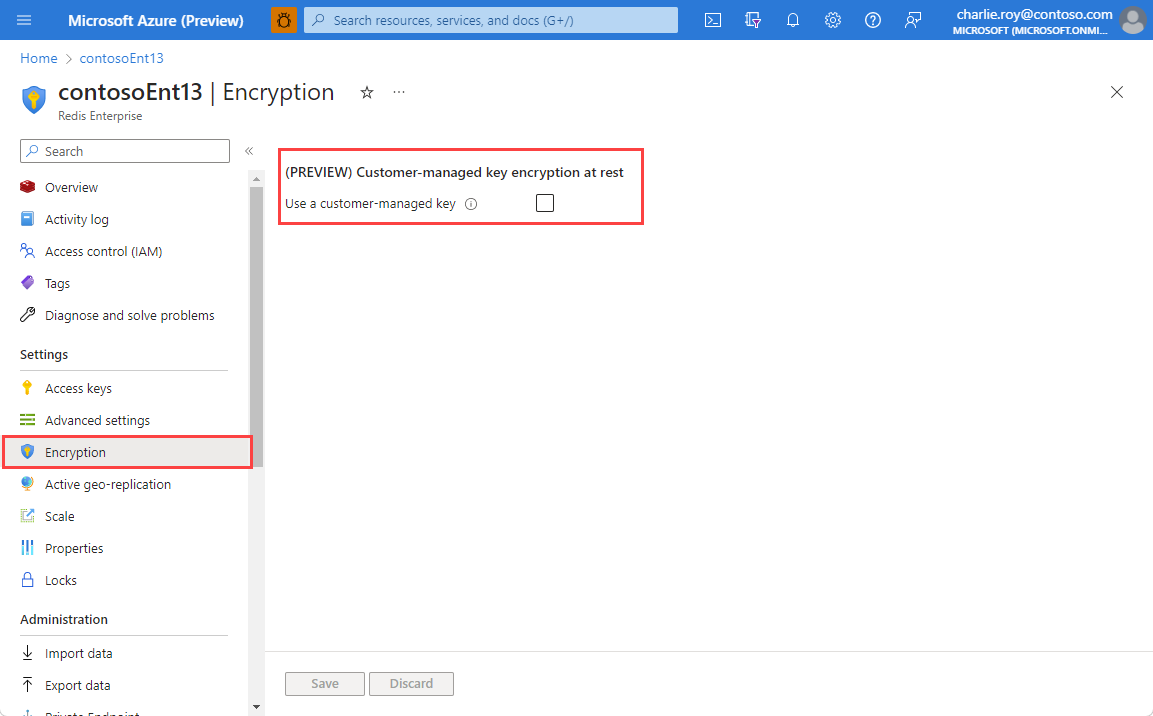 Microsoft Azure (Preview)
Search resources, services, and docs (G+/)
charlie.roy@contoso.com
MICROSOFT (MICROSOFT.ONMI...
Home > contosoEnt13
contosoEnt13 | Encryption
Redis Enterprise
Search
Overview
Activity log
Access control (IAM)
Tags
Diagnose and solve problems
Settings
Access keys
Advanced settings
Encryption
Active geo-replication
Scale
Properties
Locks
Administration
Import data
Export data
Private Endpoint
(PREVIEW) Customer-managed key encryption at rest
Use a customer-managed key
Save
Discard